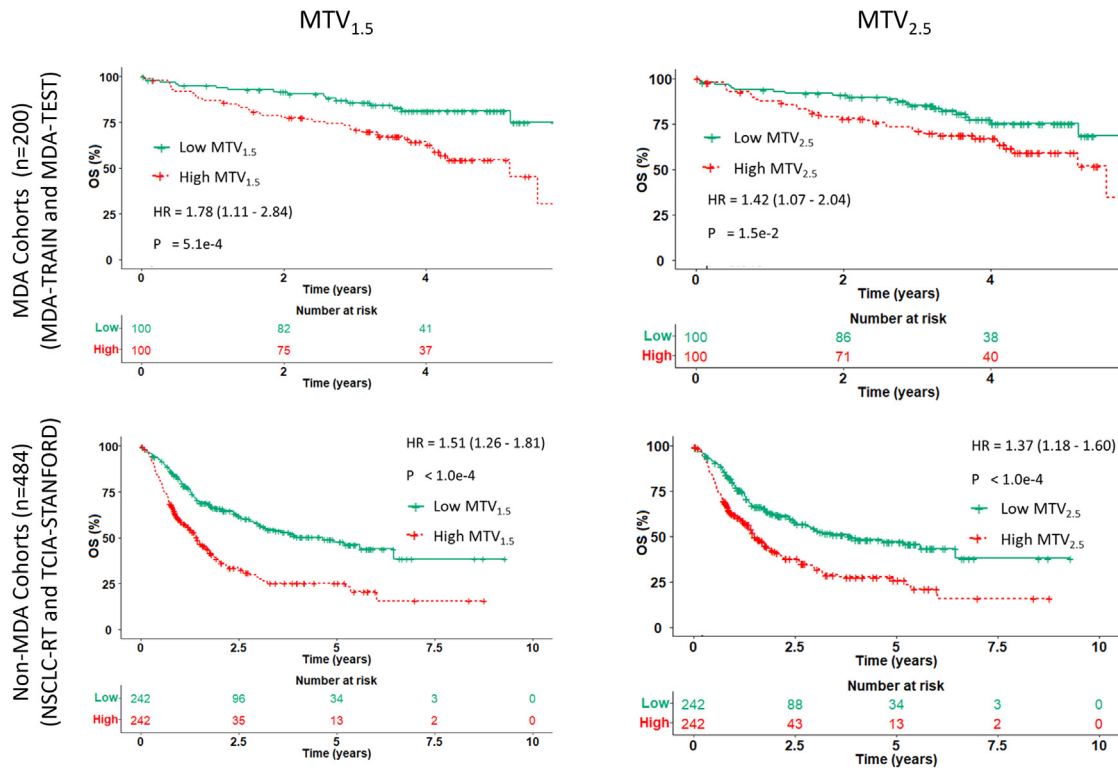 MTV1.5
MTV2.5
MDA Cohorts (n=200)
(MDA-TRAIN and MDA-TEST)
OS (%)
100
75
50
25
0
Low MTV1.5
High MTV1.5
HR = 1.78 (1.11 - 2.84)
P = 5.1e-4
0 2 4
Time (years)
Number at risk
Low 100 82 41
High 100 75 37
0 2 4
Time (years)
OS (%)
100
75
50
25
0
Low MTV2.5
High MTV2.5
HR = 1.42 (1.07 - 2.04)
P = 1.5e-2
0 2 4
Time (years)
Number at risk
Low 100 86 38
High 100 71 40
0 2 4
Time (years)
Non-MDA Cohorts (n=484)
(NSCLC-RT and TCIA-STANFORD)
OS (%)
100
75
50
25
0
HR = 1.51 (1.26 - 1.81)
P < 1.0e-4
Low MTV1.5
High MTV1.5
0 2.5 5 7.5 10
Time (years)
Number at risk
Low 242 96 34 3 0
High 242 35 13 2 0
0 2.5 5 7.5 10
Time (years)
OS (%)
100
75
50
25
0
HR = 1.37 (1.18 - 1.60)
P < 1.0e-4
Low MTV2.5
High MTV2.5
0 2.5 5 7.5 10
Time (years)
Number at risk
Low 242 88 34 3 0
High 242 43 13 2 0
0 2.5 5 7.5 10
Time (years)